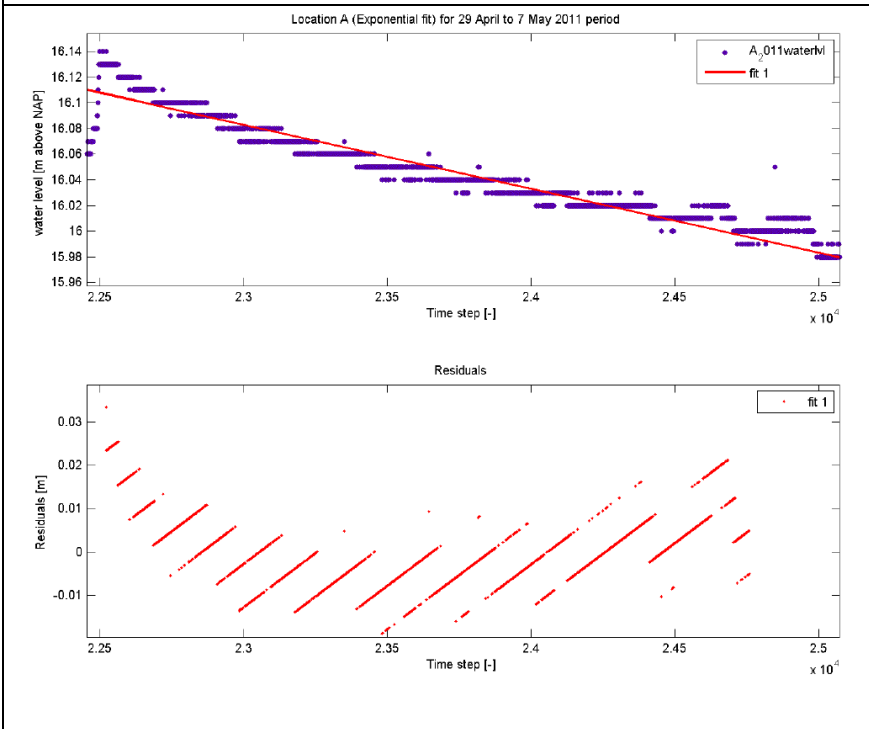 Location A (Exponential fit) for 29 April to 7 May 2011 period
16.14
16.12
16.1
16.08
16.06
16.04
16.02
16
15.98
15.96
water level [m above NAP]
A₂011waterlvl
fit 1
2.25
2.3
2.35
2.4
2.45
2.5
Time step [-]
x 10⁴
Residuals
0.03
0.02
0.01
0
-0.01
Residuals [m]
fit 1
2.25
2.3
2.35
2.4
2.45
2.5
Time step [-]
x 10⁴